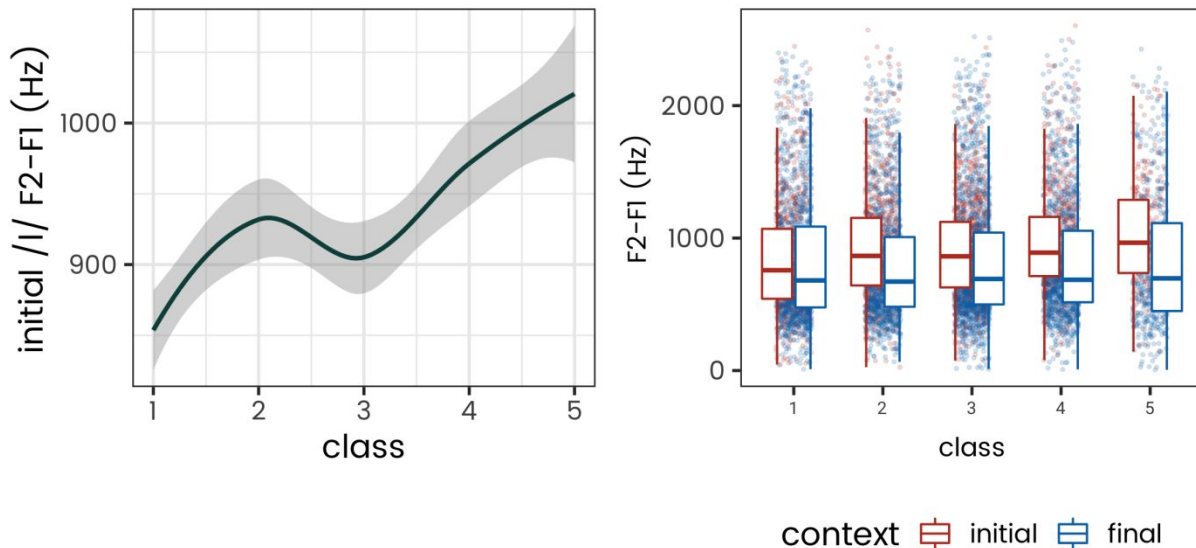 initial /l/ F2-F1 (Hz)
1000
900
1 2 3 4 5
class
F2-F1 (Hz)
2000
1000
0
1 2 3 4 5
class
context initial final